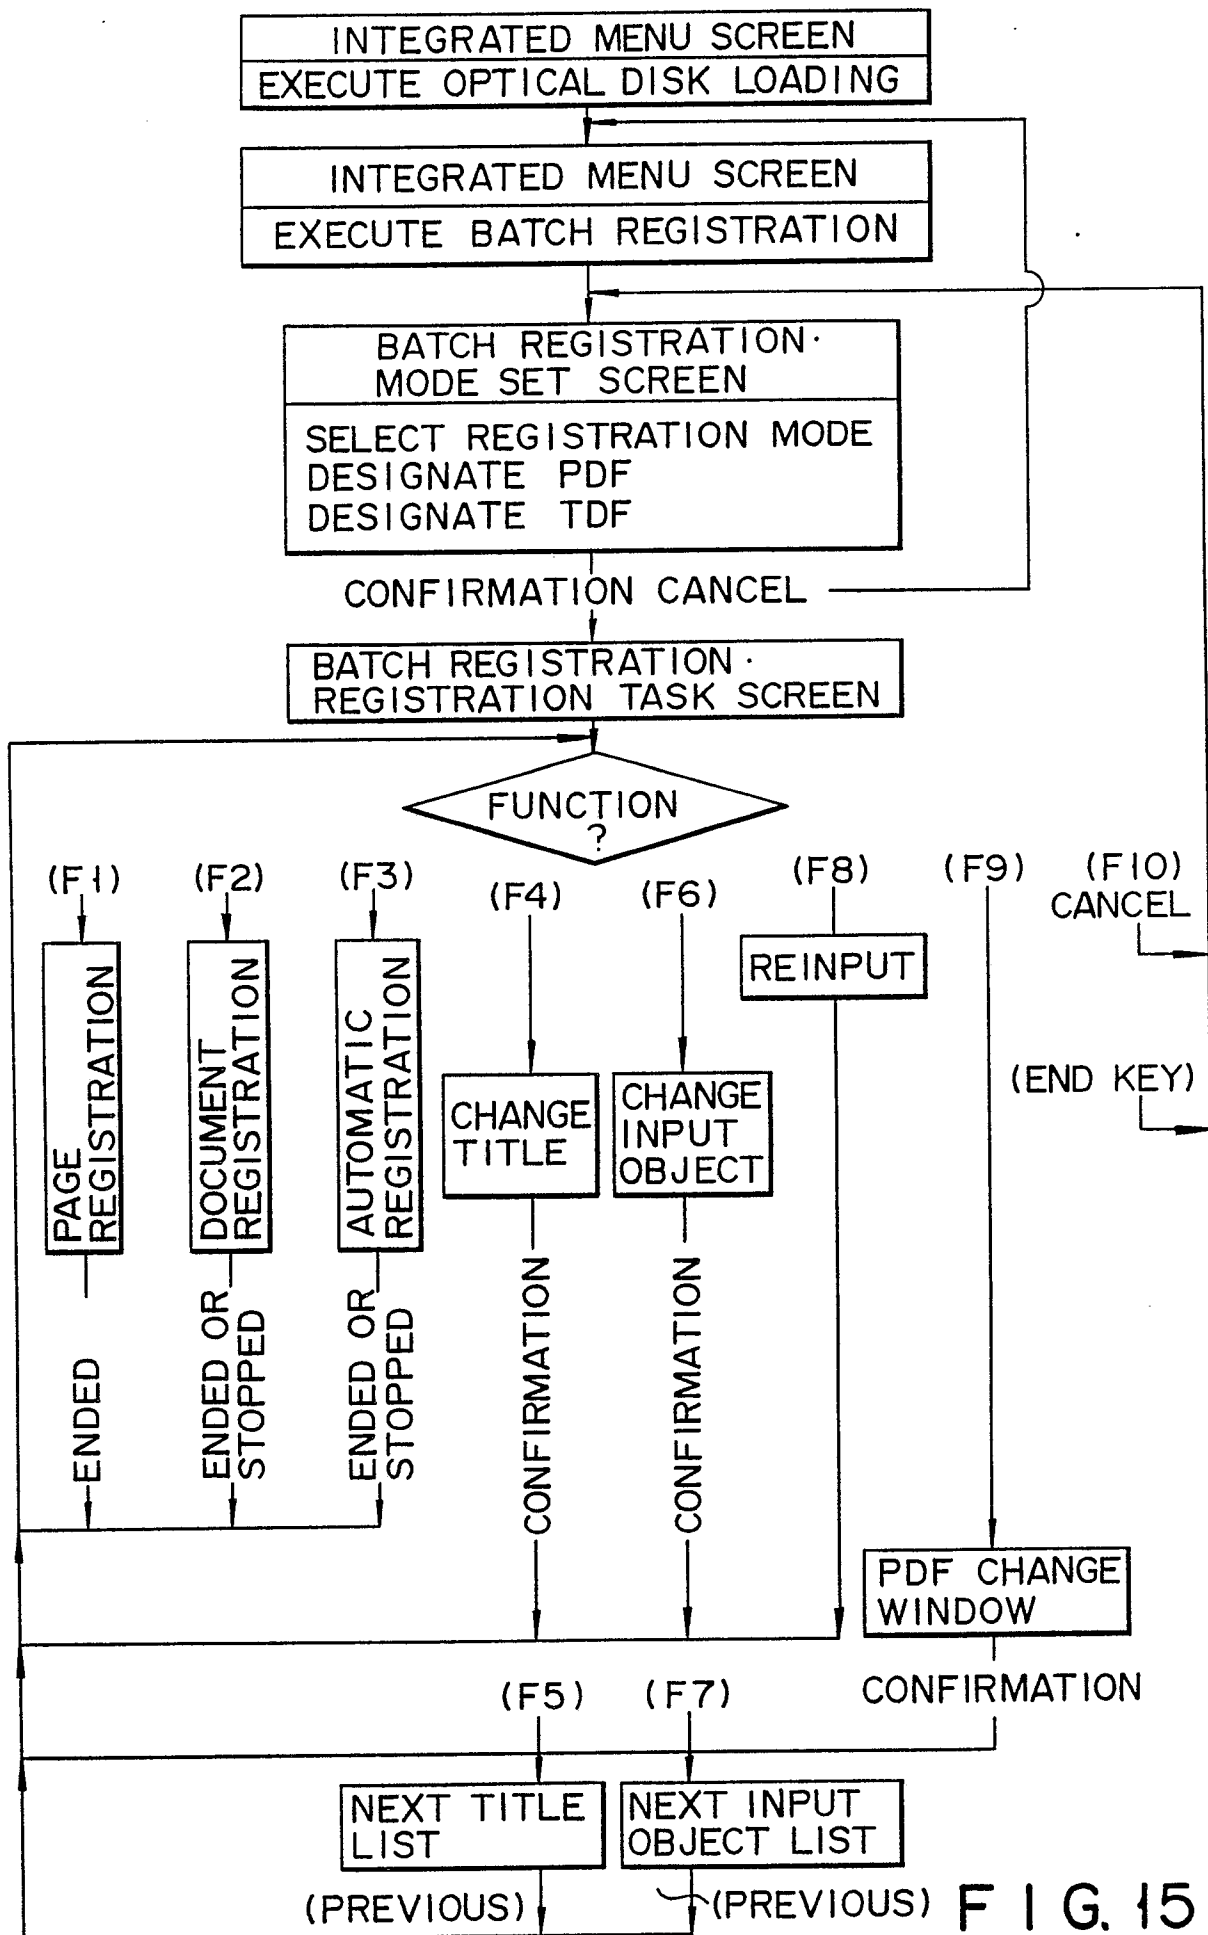 INTEGRATED MENU SCREEN
EXECUTE OPTICAL DISK LOADING
INTEGRATED MENU SCREEN
EXECUTE BATCH REGISTRATION
BATCH REGISTRATION·
MODE SET SCREEN
SELECT REGISTRATION MODE
DESIGNATE PDF
DESIGNATE TDF
CONFIRMATION CANCEL
BATCH REGISTRATION·
REGISTRATION TASK SCREEN
FUNCTION
?
(F1)
(F2)
(F3)
(F4)
(F6)
(F8)
(F9)
(F10)
CANCEL
PAGE
REGISTRATION
DOCUMENT
REGISTRATION
AUTOMATIC
REGISTRATION
CHANGE
TITLE
CHANGE
INPUT
OBJECT
REINPUT
(END KEY)
ENDED
ENDED OR
STOPPED
ENDED OR
STOPPED
CONFIRMATION
CONFIRMATION
PDF CHANGE
WINDOW
CONFIRMATION
(F5)
(F7)
NEXT TITLE
LIST
NEXT INPUT
OBJECT LIST
(PREVIOUS)
(PREVIOUS)
FIG. 15